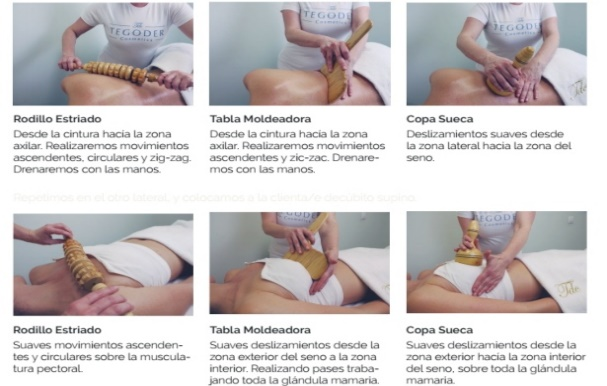 TEGODER
Cosmetics
TEGODER
Rodillo Estriado
Desde la cintura hacia la zona
axilar. Realizaremos movimientos
ascendentes, circulares y zig-zag.
Drenaremos con las manos.
Tabla Moldeadora
Desde la cintura hacia la zona
axilar. Realizaremos movimientos
ascendentes y zic-zac. Drenare-
mos con las manos.
Copa Sueca
Deslizamientos suaves desde
la zona lateral hacia la zona del
seno.
Repetimos en el otro lateral, y colocamos a la clienta/e decúbito supino
TEGODER
Rodillo Estriado
Suaves movimientos ascenden-
tes y circulares sobre la muscula-
tura pectoral.
Tabla Moldeadora
Suaves deslizamientos desde la
zona exterior del seno a la zona
interior. Realizando pases traba-
jando toda la glándula mamaria.
Copa Sueca
Suaves deslizamientos desde la
zona exterior hacia la zona interior
del seno, sobre toda la glándula
mamaria.